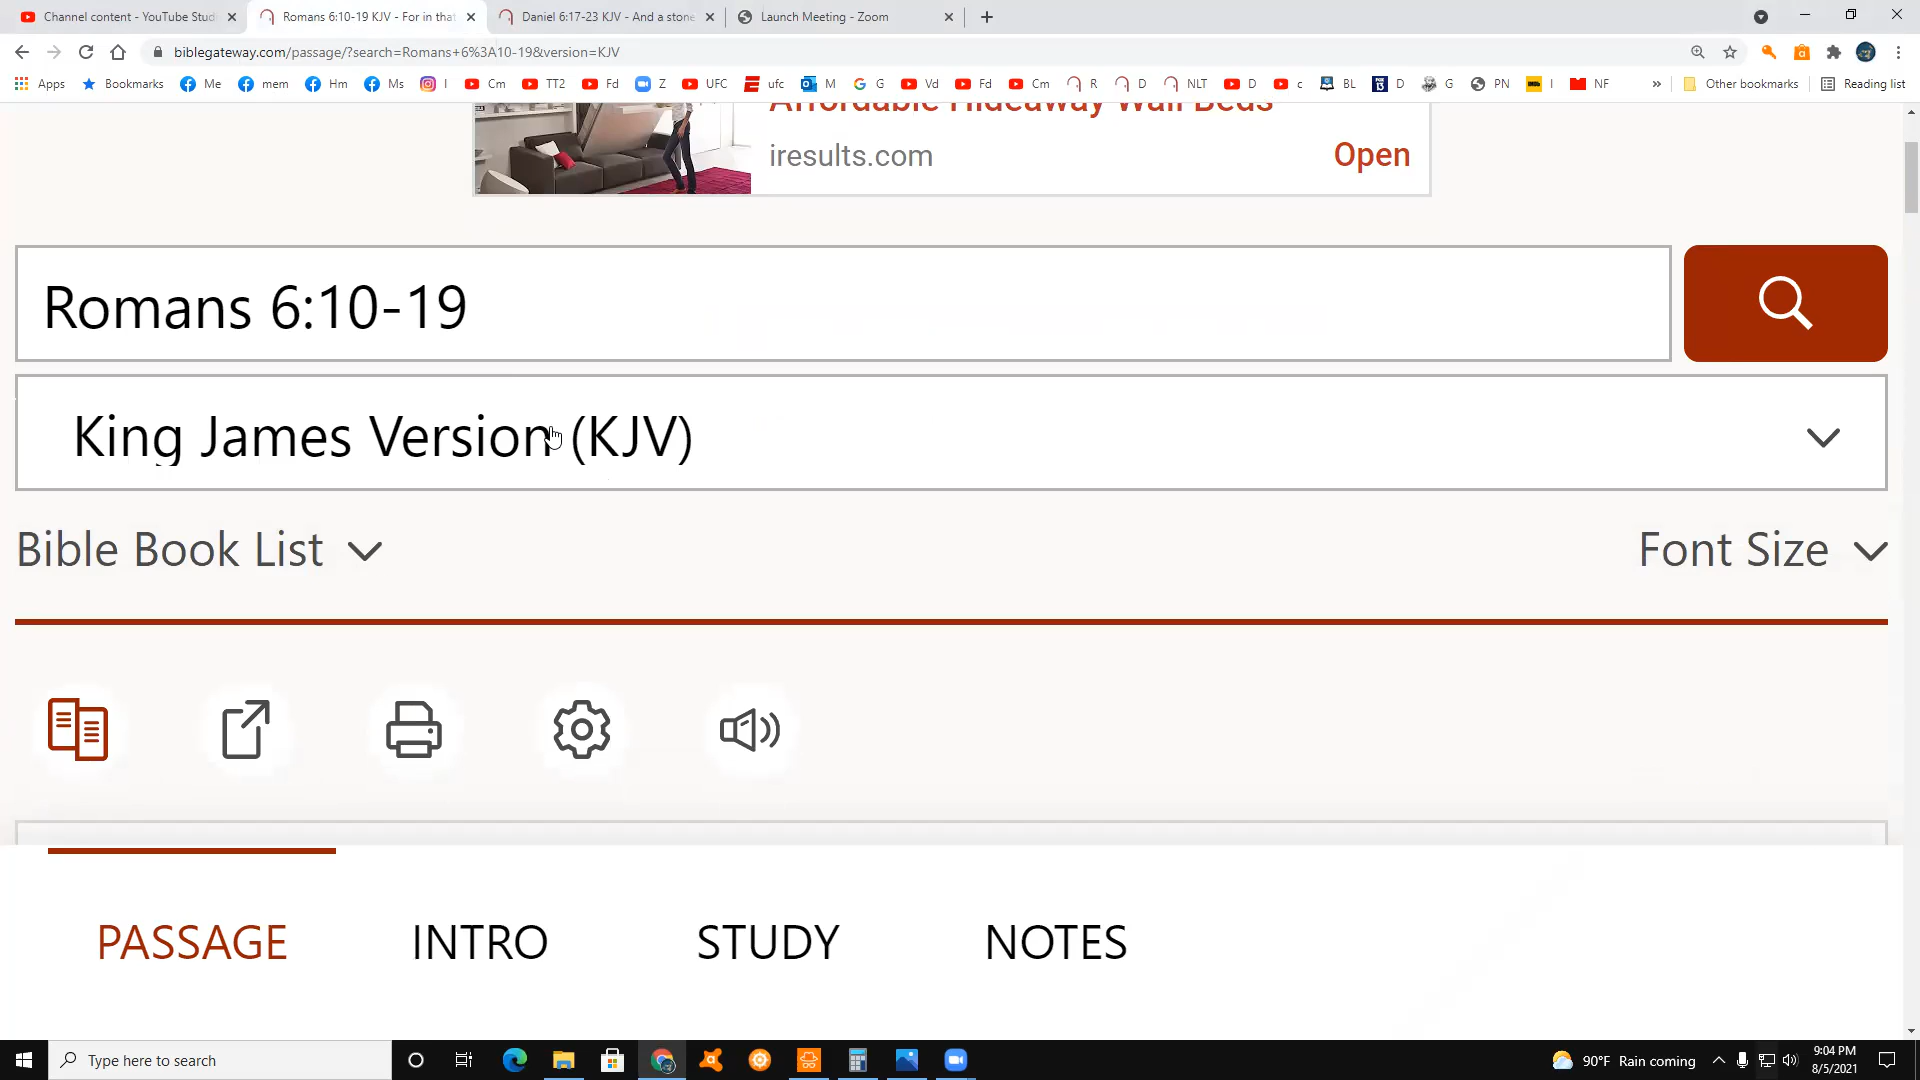 Channel content - YouTube Stud
Romans 6:10-19 KJV - For in that
Daniel 6:17-23 KJV - And a stone
Launch Meeting - Zoom
biblegateway.com/passage/?search=Romans+6%3A10-19&version=KJV
Apps Bookmarks Me mem Hm Ms I Cm TT2 Fd Z UFC ufc M G Vd Fd Cm R D NLT D c BL D G PN I NF » Other bookmarks Reading list
Affordable Hideaway Wall Beds
iresults.com
Open
Romans 6:10-19
King James Version (KJV)
Bible Book List
Font Size
PASSAGE INTRO STUDY NOTES
Type here to search
90°F Rain coming
9:04 PM
8/5/2021